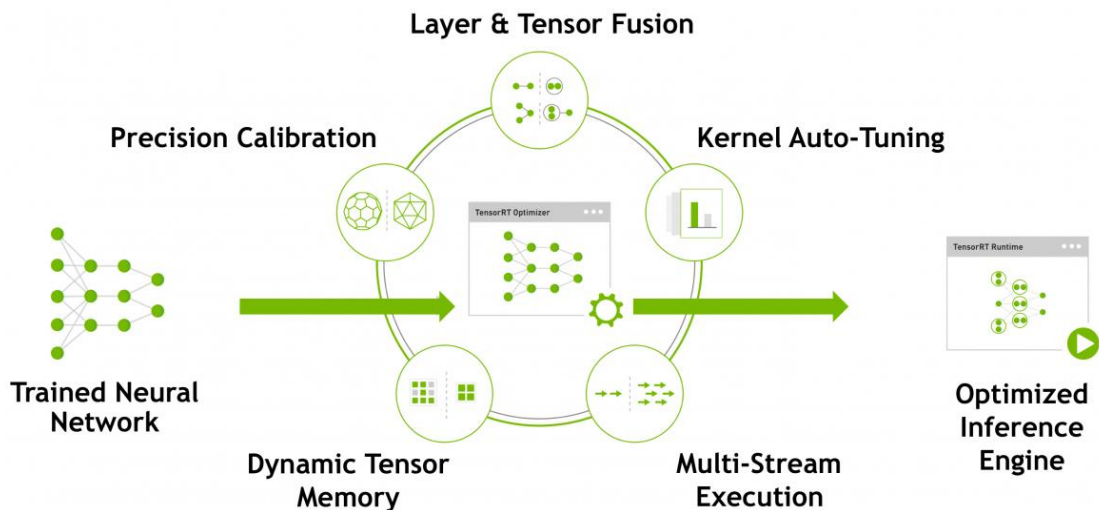 Layer & Tensor Fusion
Precision Calibration
Kernel Auto-Tuning
TensorRT Optimizer
TensorRT Runtime
Trained Neural
Network
Dynamic Tensor
Memory
Multi-Stream
Execution
Optimized
Inference
Engine